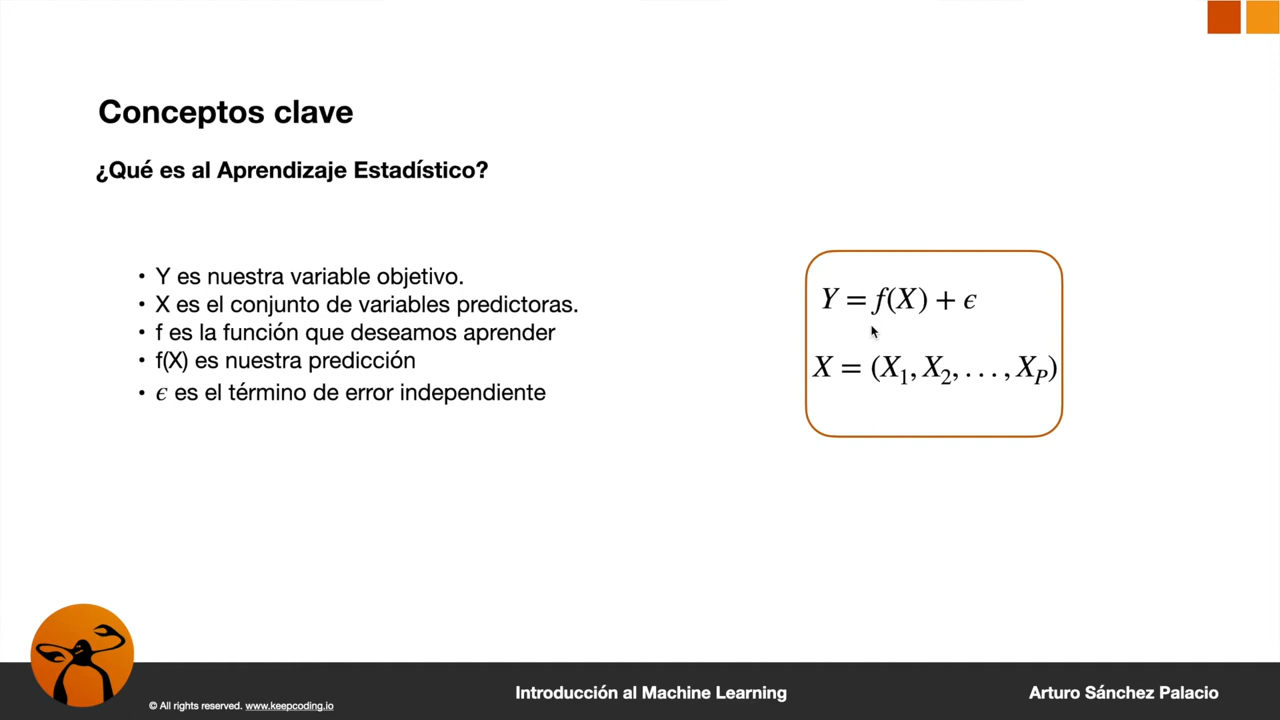 Conceptos clave
¿Qué es al Aprendizaje Estadístico?
• Y es nuestra variable objetivo.
• X es el conjunto de variables predictoras.
• f es la función que deseamos aprender
• f(X) es nuestra predicción
• ϵ es el término de error independiente
Y = f(X) + ϵ
X = (X₁, X₂, . . . , X_P)
© All rights reserved. www.keepcoding.io
Introducción al Machine Learning
Arturo Sánchez Palacio